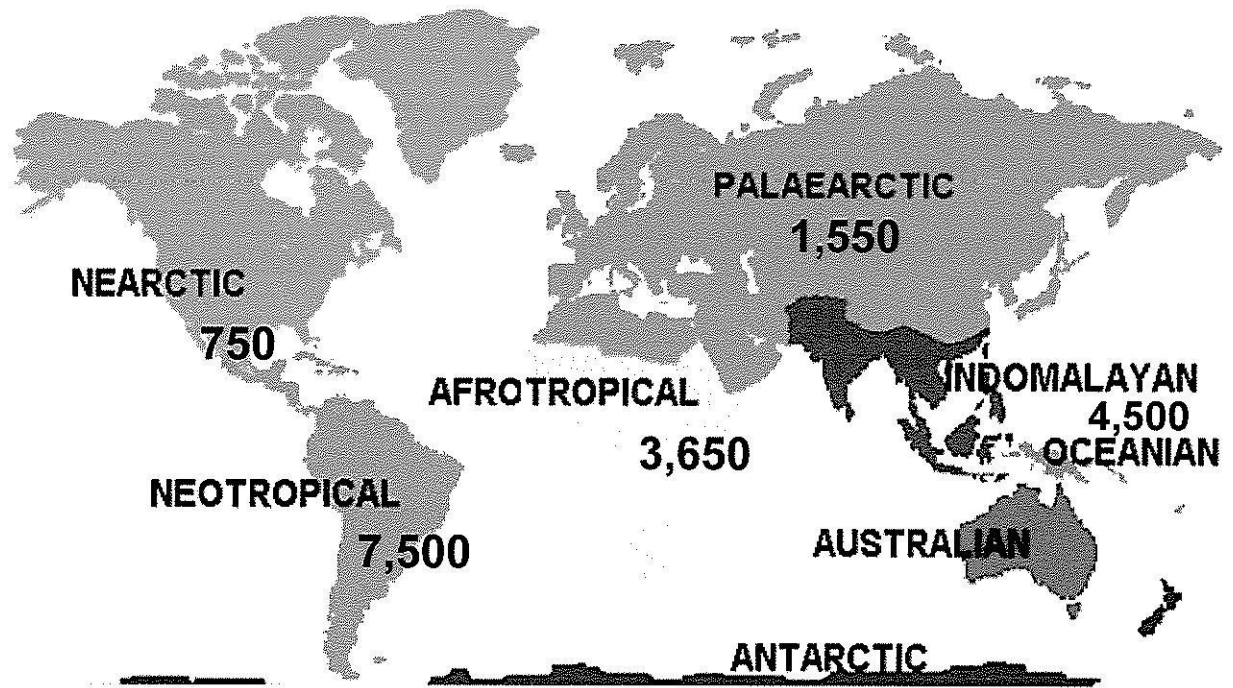 PALAEARCTIC
1,550
NEARCTIC
750
AFROTROPICAL
3,650
INDOMALAYAN
4,500
OCEANIAN
NEOTROPICAL
7,500
AUSTRALIAN
ANTARCTIC